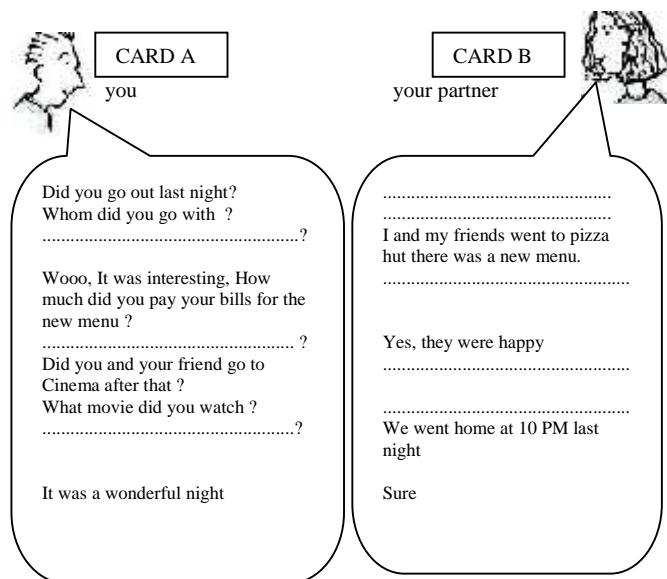 CARD A
you
Did you go out last night?
Whom did you go with  ?
......................................................?
Wooo, It was interesting, How
much did you pay your bills for the
new menu ?
..................................................... ?
Did you and your friend go to
Cinema after that ?
What movie did you watch ?
.....................................................?
It was a wonderful night
CARD B
your partner
................................................
................................................
I and my friends went to pizza
hut there was a new menu.
....................................................
Yes, they were happy
....................................................
....................................................
We went home at 10 PM last
night
Sure